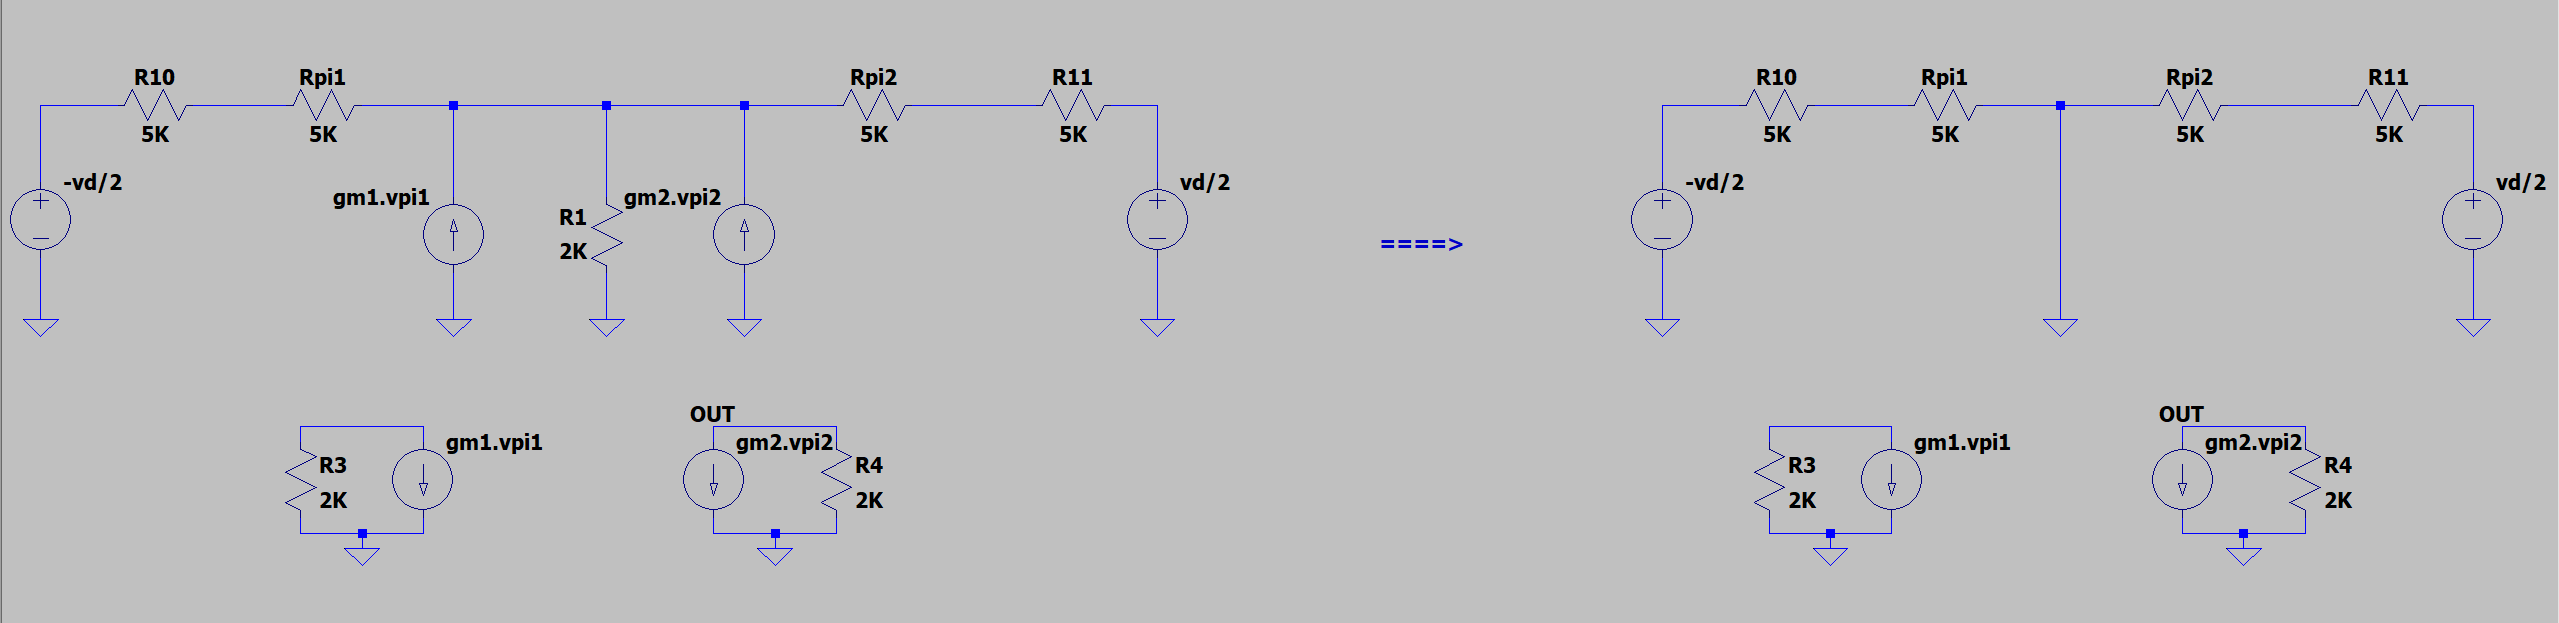 R10 Rpi1 Rpi2 R11 R10 Rpi1 Rpi2 R11
5K 5K 5K 5K 5K 5K 5K 5K
-vd/2 vd/2 -vd/2 vd/2
gm1.vpi1 gm2.vpi2
R1
2K
====>
OUT OUT
gm1.vpi1 gm2.vpi2 gm1.vpi1 gm2.vpi2
R3 R4 R3 R4
2K 2K 2K 2K